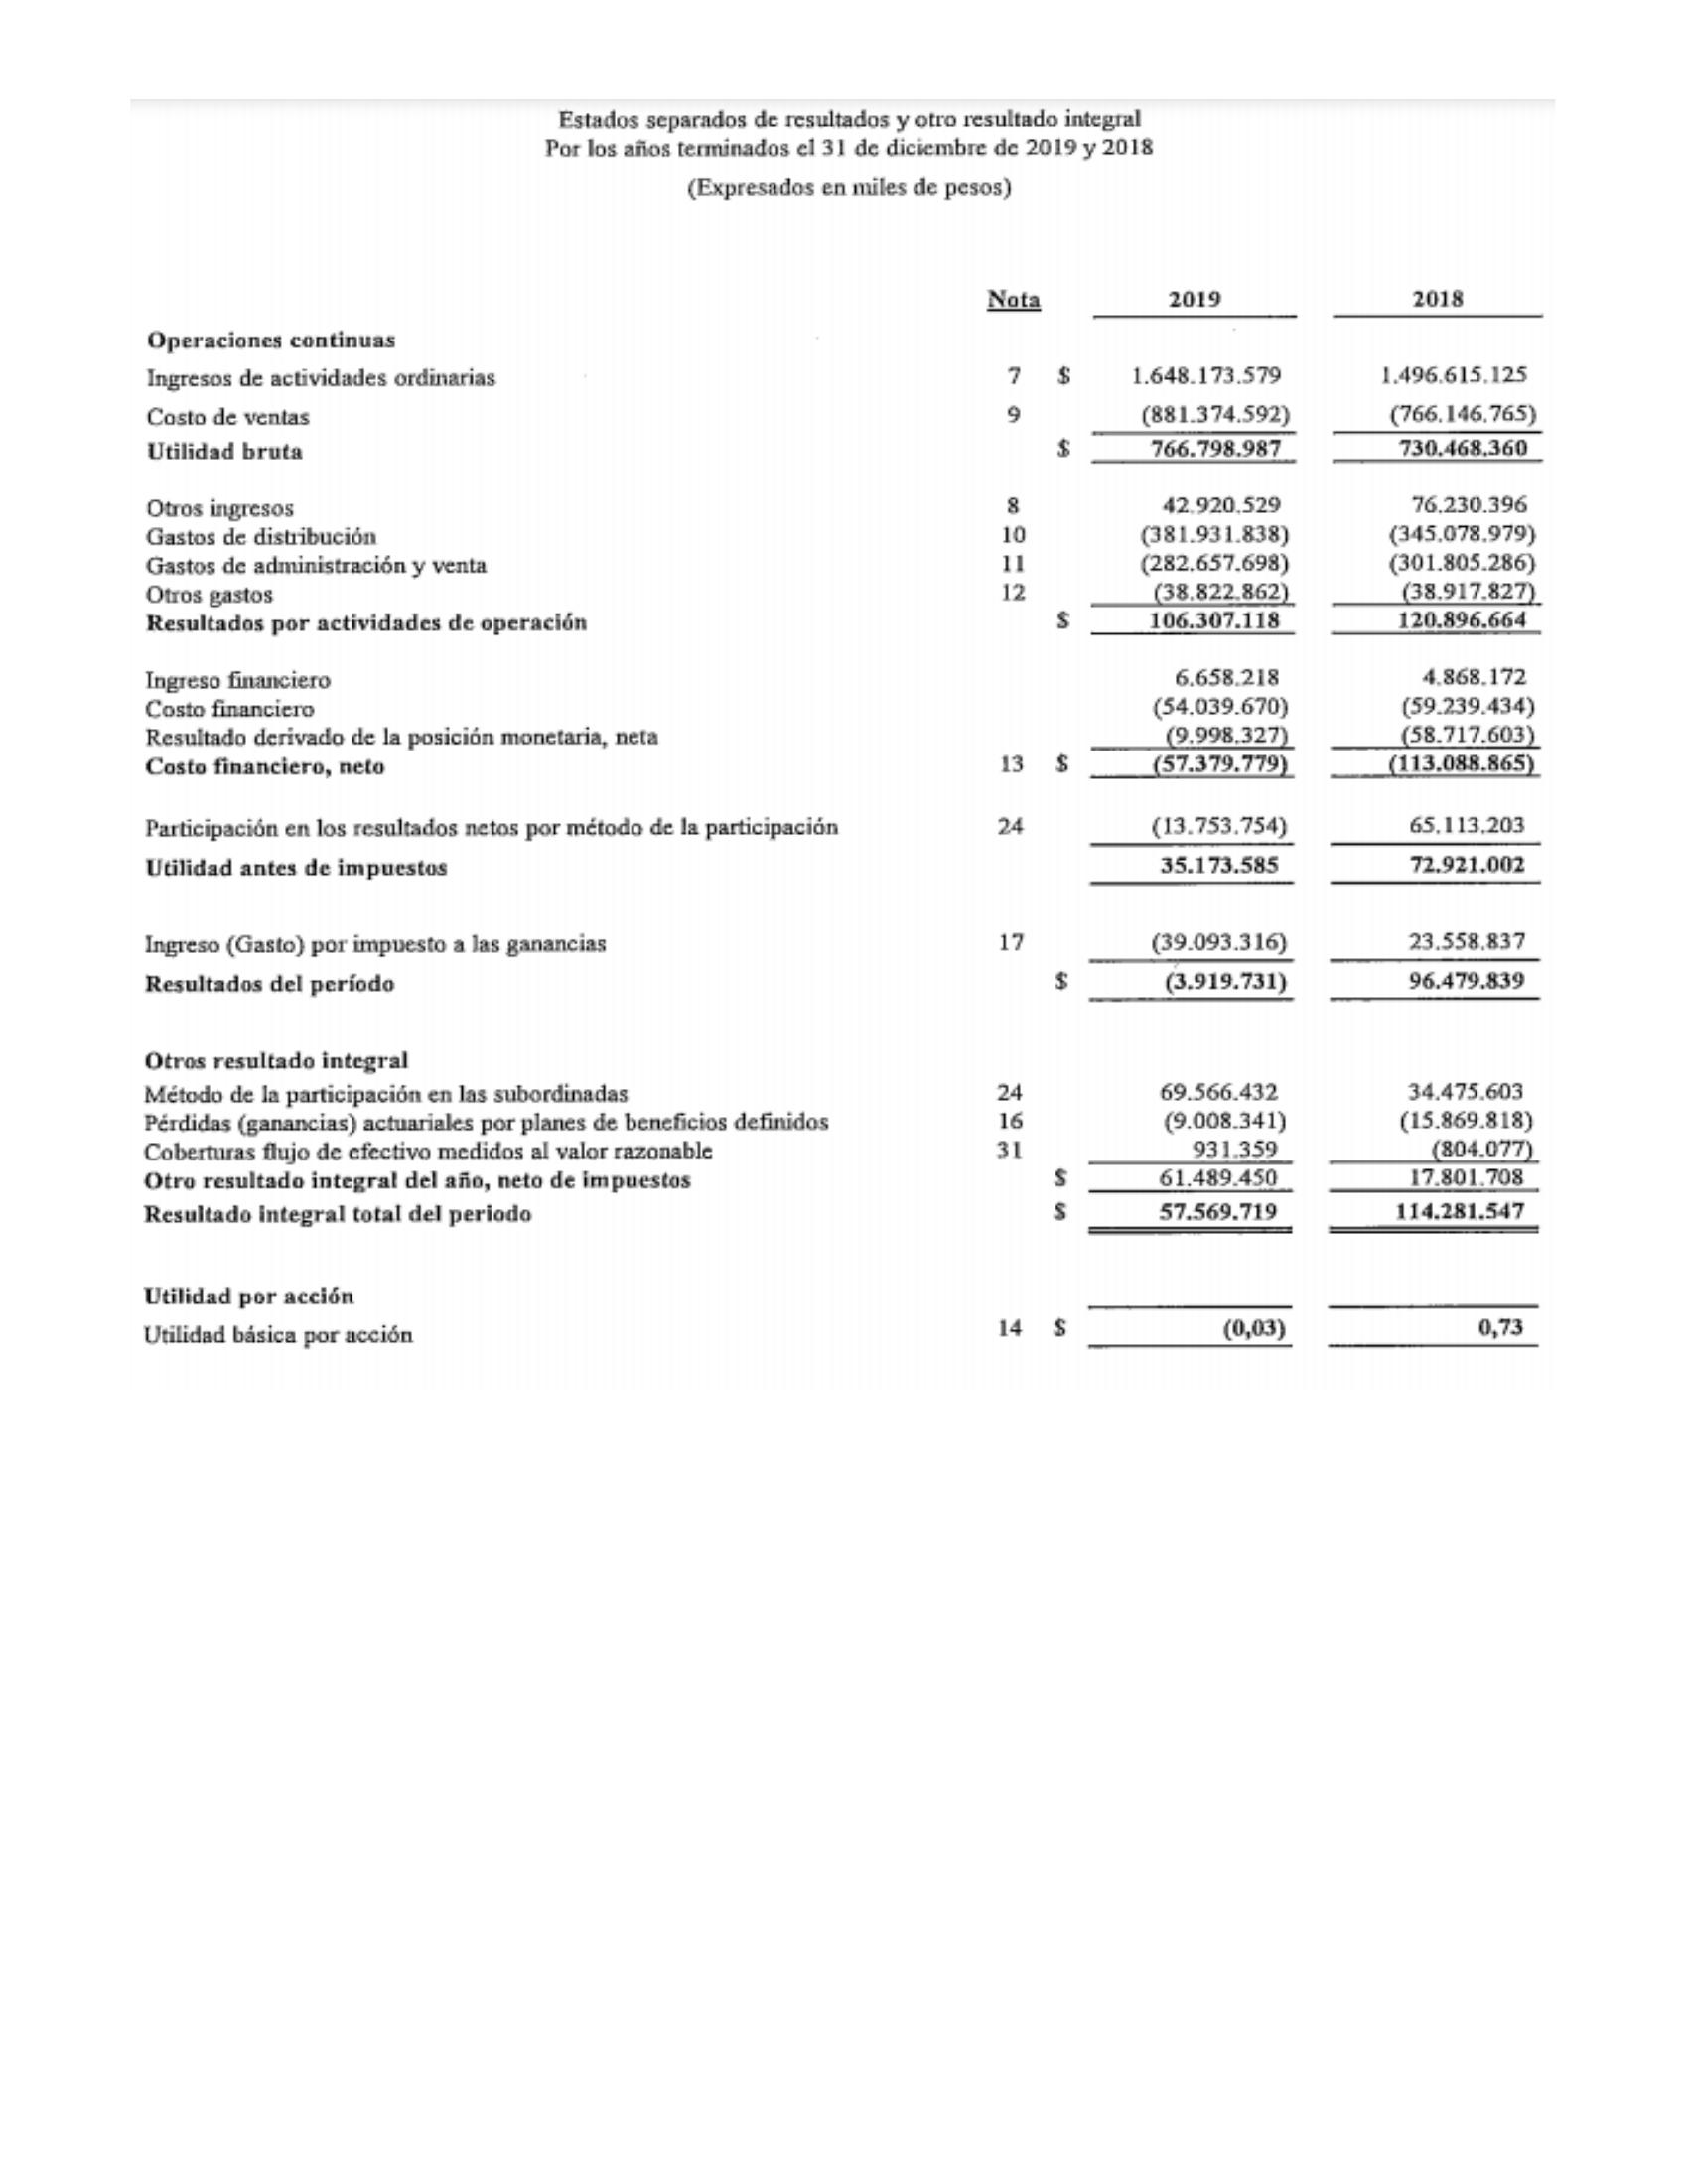 Estados separados de resultados y otro resultado integral
Por los años terminados el 31 de diciembre de 2019 y 2018
(Expresados en miles de pesos)
Nota 2019 2018
Operaciones continuas
Ingresos de actividades ordinarias 7 $ 1.648.173.579 1.496.615.125
Costo de ventas 9 (881.374.592) (766.146.765)
Utilidad bruta $ 766.798.987 730.468.360
Otros ingresos 8 42.920.529 76.230.396
Gastos de distribución 10 (381.931.838) (345.078.979)
Gastos de administración y venta 11 (282.657.698) (301.805.286)
Otros gastos 12 (38.822.862) (38.917.827)
Resultados por actividades de operación $ 106.307.118 120.896.664
Ingreso financiero 6.658.218 4.868.172
Costo financiero (54.039.670) (59.239.434)
Resultado derivado de la posición monetaria, neta (9.998.327) (58.717.603)
Costo financiero, neto 13 $ (57.379.779) (113.088.865)
Participación en los resultados netos por método de la participación 24 (13.753.754) 65.113.203
Utilidad antes de impuestos 35.173.585 72.921.002
Ingreso (Gasto) por impuesto a las ganancias 17 (39.093.316) 23.558.837
Resultados del período $ (3.919.731) 96.479.839
Otros resultado integral
Método de la participación en las subordinadas 24 69.566.432 34.475.603
Pérdidas (ganancias) actuariales por planes de beneficios definidos 16 (9.008.341) (15.869.818)
Coberturas flujo de efectivo medidos al valor razonable 31 931.359 (804.077)
Otro resultado integral del año, neto de impuestos $ 61.489.450 17.801.708
Resultado integral total del periodo $ 57.569.719 114.281.547
Utilidad por acción
Utilidad básica por acción 14 $ (0,03) 0,73